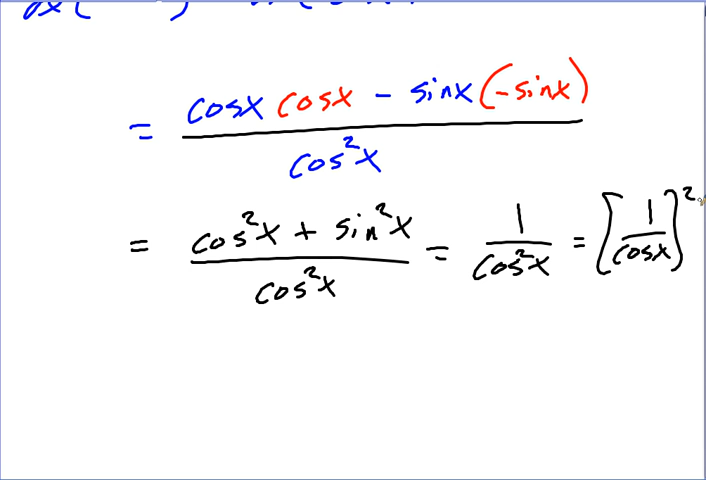 = cosx cosx - sinx (-sinx)
cos²x
= cos²x + sin²x = 1 = [1]²
cos²x cos²x cosx